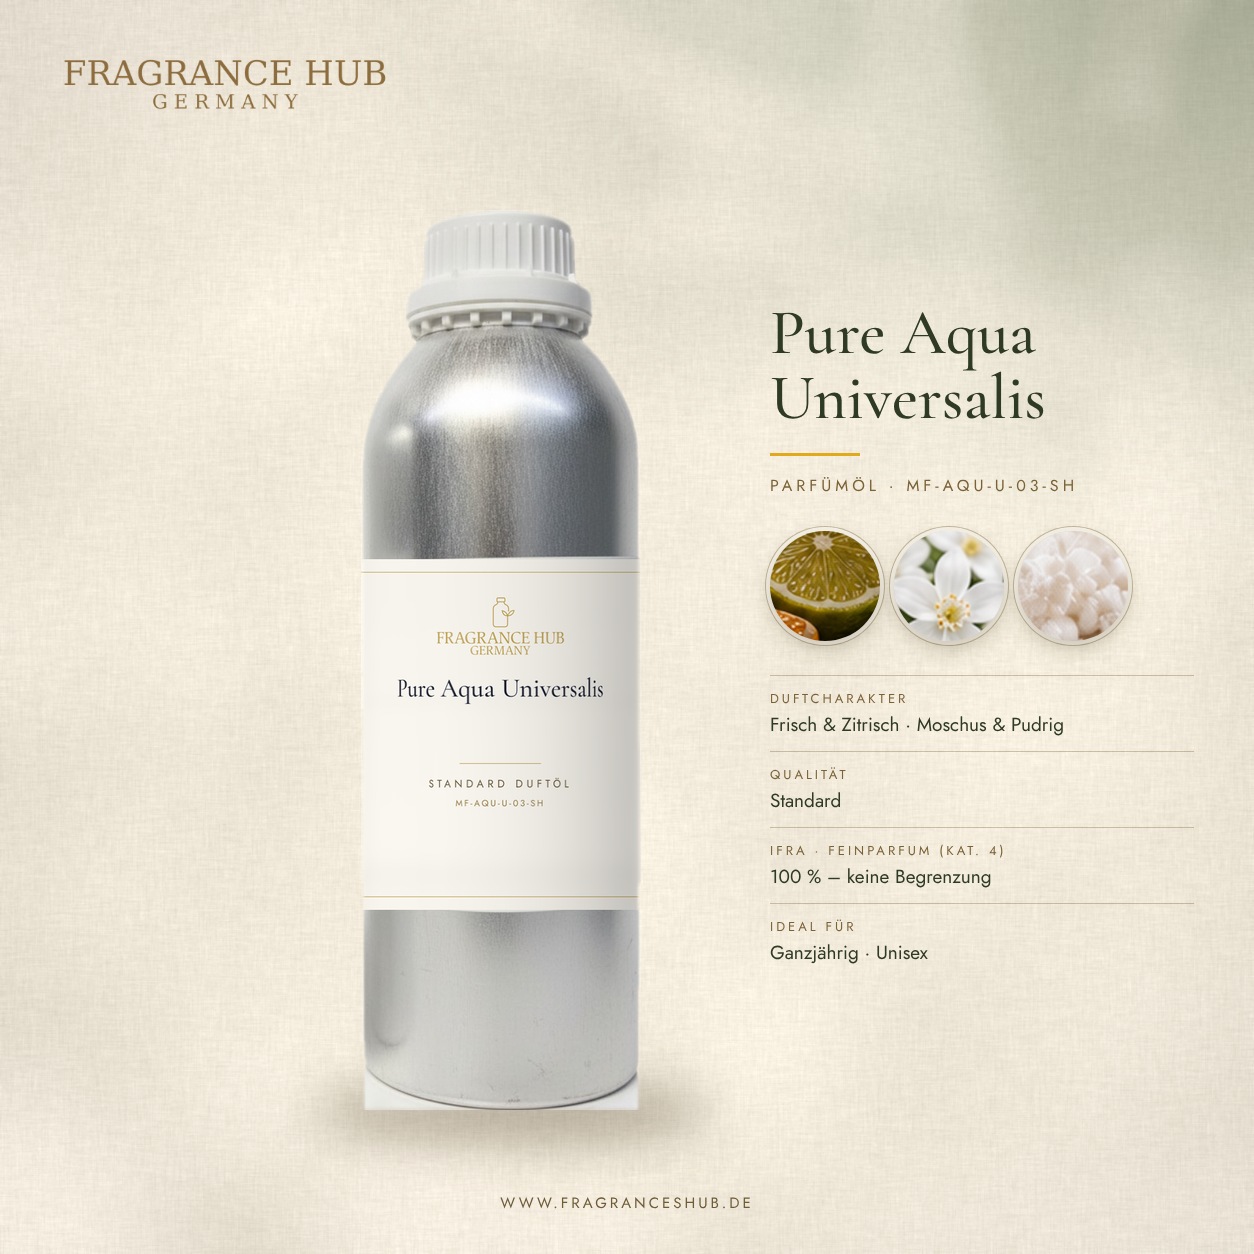 FRAGRANCE HUB
GERMANY
Pure Aqua
Universalis
PARFÜMÖL · MF-AQU-U-03-SH
FRAGRANCE HUB
GERMANY
Pure Aqua Universalis
STANDARD DUFTÖL
MF-AQU-U-03-SH
DUFTCHARAKTER
Frisch & Zitrisch · Moschus & Pudrig
QUALITÄT
Standard
IFRA · FEINPARFUM (KAT. 4)
100 % – keine Begrenzung
IDEAL FÜR
Ganzjährig · Unisex
WWW.FRAGRANCESHUB.DE